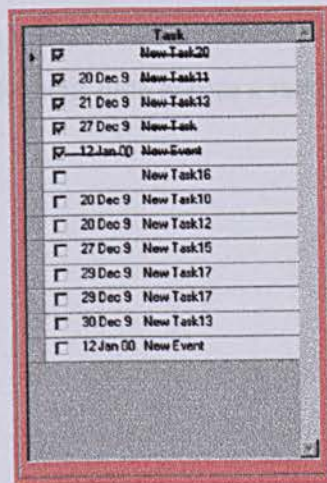 Task
New Task20
20 Dec 9 New Task11
21 Dec 9 New Task13
27 Dec 9 New Task
12 Jan 00 New Event
New Task16
20 Dec 9 New Task10
20 Dec 9 New Task12
27 Dec 9 New Task15
29 Dec 9 New Task17
29 Dec 9 New Task17
30 Dec 9 New Task13
12 Jan 00 New Event